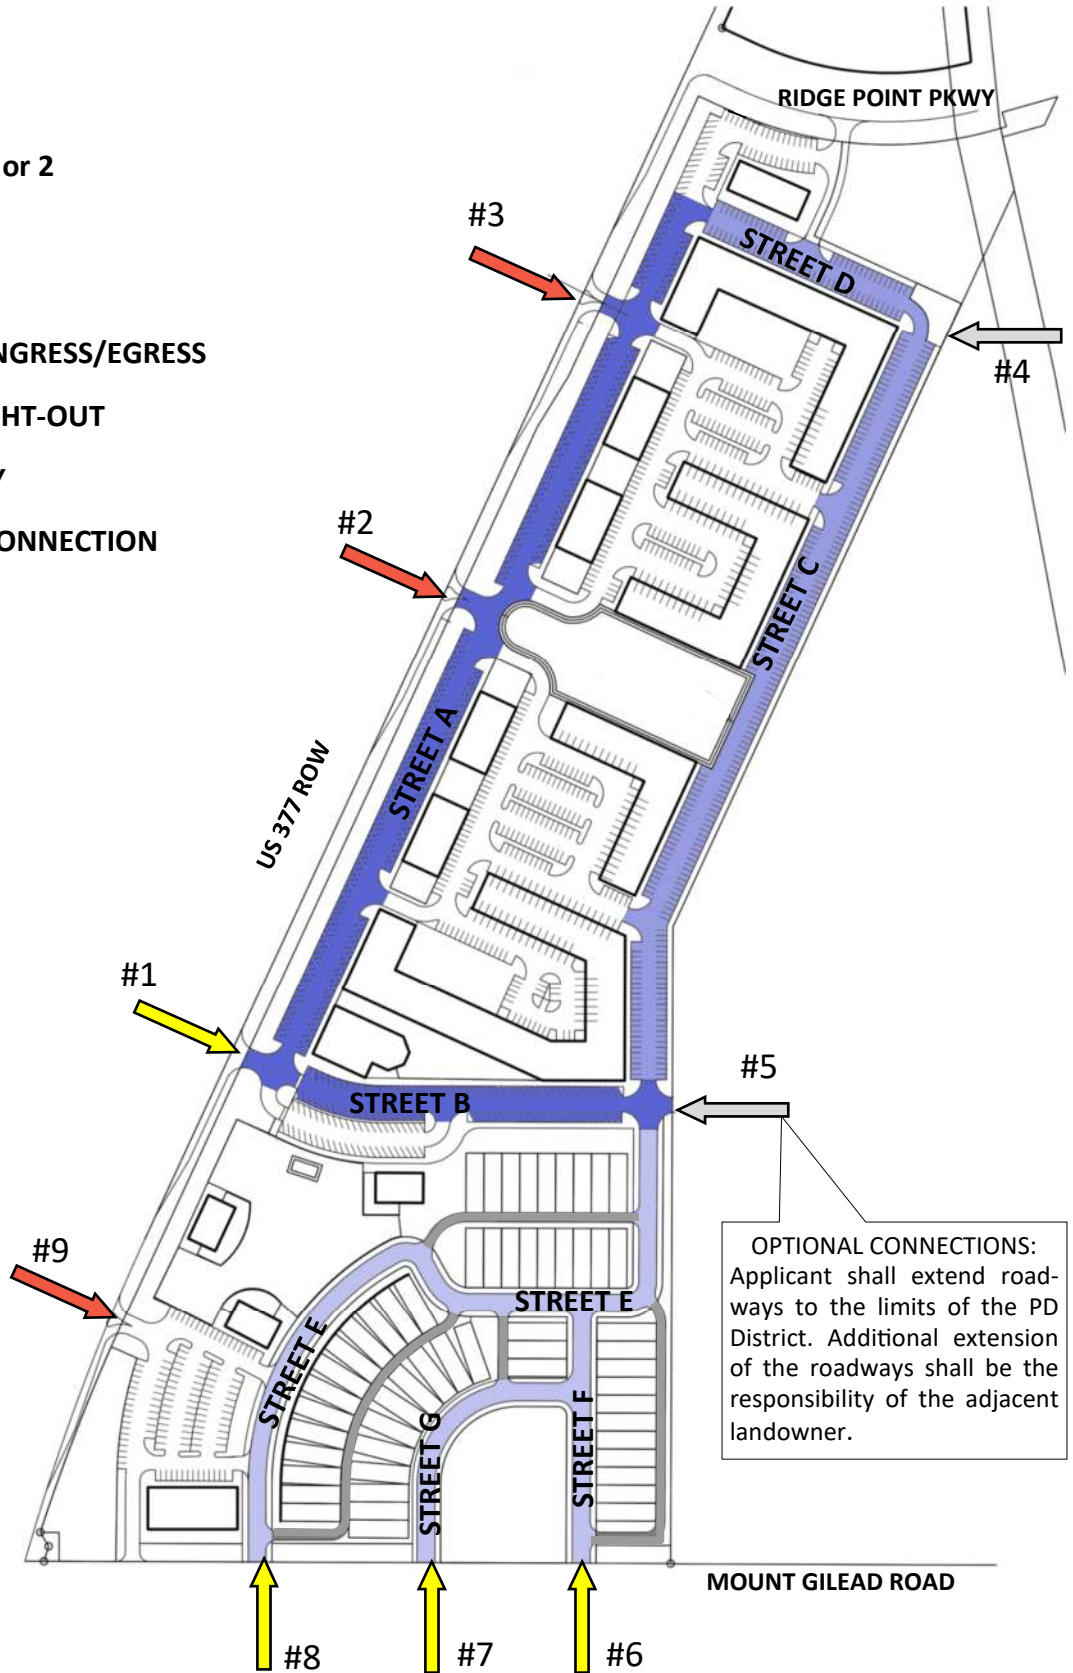 RIDGE POINT PKWY
or 2
#3
STREET D
NGRESS/EGRESS
#4
HT-OUT
Y
#2
ONNECTION
STREET C
STREET A
US 377 ROW
#1
#5
STREET B
OPTIONAL CONNECTIONS:
Applicant shall extend road-
ways to the limits of the PD
District. Additional extension
of the roadways shall be the
responsibility of the adjacent
landowner.
#9
STREET E
STREET E
STREET F
STREET G
MOUNT GILEAD ROAD
#8
#7
#6